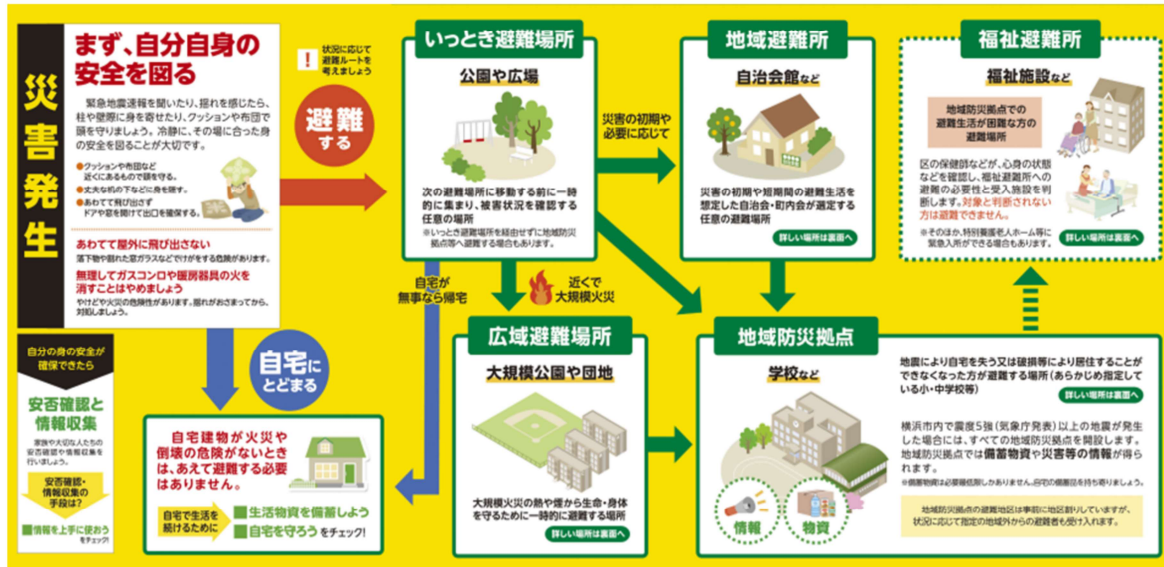 災害発生
まず、自分自身の
安全を図る
緊急地震速報を聞いたり、揺れを感じたら、
柱や壁際に身を寄せたり、クッションや布団で
頭を守りましょう。冷静に、その場に合った身
の安全を図ることが大切です。
●クッションや布団など
近くにあるもので頭を守る。
●丈夫な机の下などに身を隠す。
●あわてて飛び出さず
ドアや窓を開けて出口を確保する。
あわてて屋外に飛び出さない
落下物や割れた窓ガラスなどでけがをする危険があります。
無理してガスコンロや暖房器具の火を
消すことはやめましょう
やけどや火災の危険性があります。揺れがおさまってから、
対処しましょう。
自分の身の安全が
確保できたら
安否確認と
情報収集
家族や大切な人たちの
安否確認や情報収集を
行いましょう。
安否確認・
情報収集の
手段は?
■情報を上手に使おう
をチェック!
!
状況に応じて
避難ルートを
考えましょう
避難
する
自宅に
とどまる
自宅建物が火災や
倒壊の危険がないとき
は、あえて避難する必要
はありません。
自宅で生活を
続けるために
■生活物資を備蓄しよう
■自宅を守ろうをチェック!
いっとき避難場所
公園や広場
次の避難場所に移動する前に一時
的に集まり、被害状況を確認する
任意の場所
※いっとき避難場所を経由せずに地域防災
拠点等へ避難する場合もあります。
自宅が
無事なら帰宅
近くで
大規模火災
災害の初期や
必要に応じて
地域避難所
自治会館など
災害の初期や短期間の避難生活を
想定した自治会・町内会が選定する
任意の避難場所
詳しい場所は裏面へ
福祉避難所
福祉施設など
地域防災拠点での
避難生活が困難な方の
避難場所
区の保健師などが、心身の状態
などを確認し、福祉避難所への
避難の必要性と受入施設を判
断します。対象と判断されない
方は避難できません。
※そのほか、特別養護老人ホーム等に
緊急入所ができる場合もあります。
詳しい場所は裏面へ
広域避難場所
大規模公園や団地
大規模火災の熱や煙から生命・身体
を守るために一時的に避難する場所
詳しい場所は裏面へ
地域防災拠点
学校など
情報
物資
地震により自宅を失う又は破損等により居住することが
できなくなった方が避難する場所(あらかじめ指定して
いる小・中学校等)
詳しい場所は裏面へ
横浜市内で震度5強(気象庁発表)以上の地震が発生
した場合には、すべての地域防災拠点を開設します。
地域防災拠点では備蓄物資や災害等の情報が得ら
れます。
※備蓄物資は必要最低限しかありません。自宅の備蓄品を持ち寄りましょう。
地域防災拠点の避難地区は事前に地区割りしていますが、
状況に応じて指定の地域外からの避難者も受け入れます。